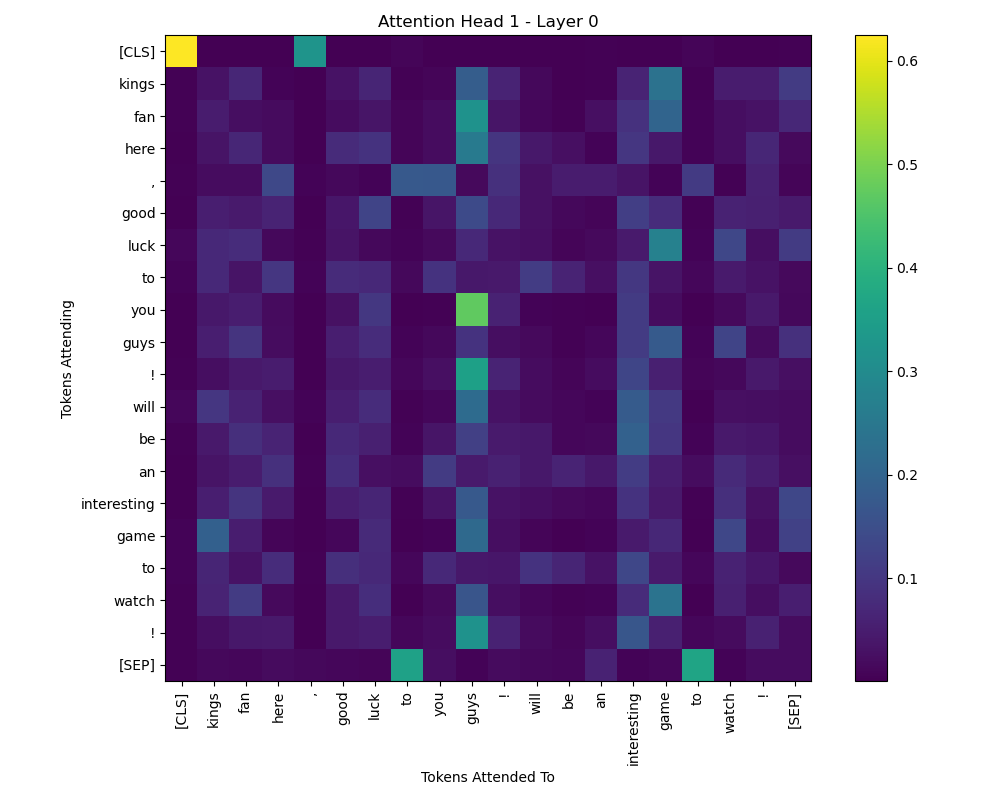 Attention Head 1 - Layer 0
[CLS]
kings
fan
here
,
good
luck
to
you
guys
!
will
be
an
interesting
game
to
watch
!
[SEP]
Tokens Attending
[CLS]
kings
fan
here
,
good
luck
to
you
guys
!
will
be
an
interesting
game
to
watch
!
[SEP]
Tokens Attended To
0.6
0.5
0.4
0.3
0.2
0.1